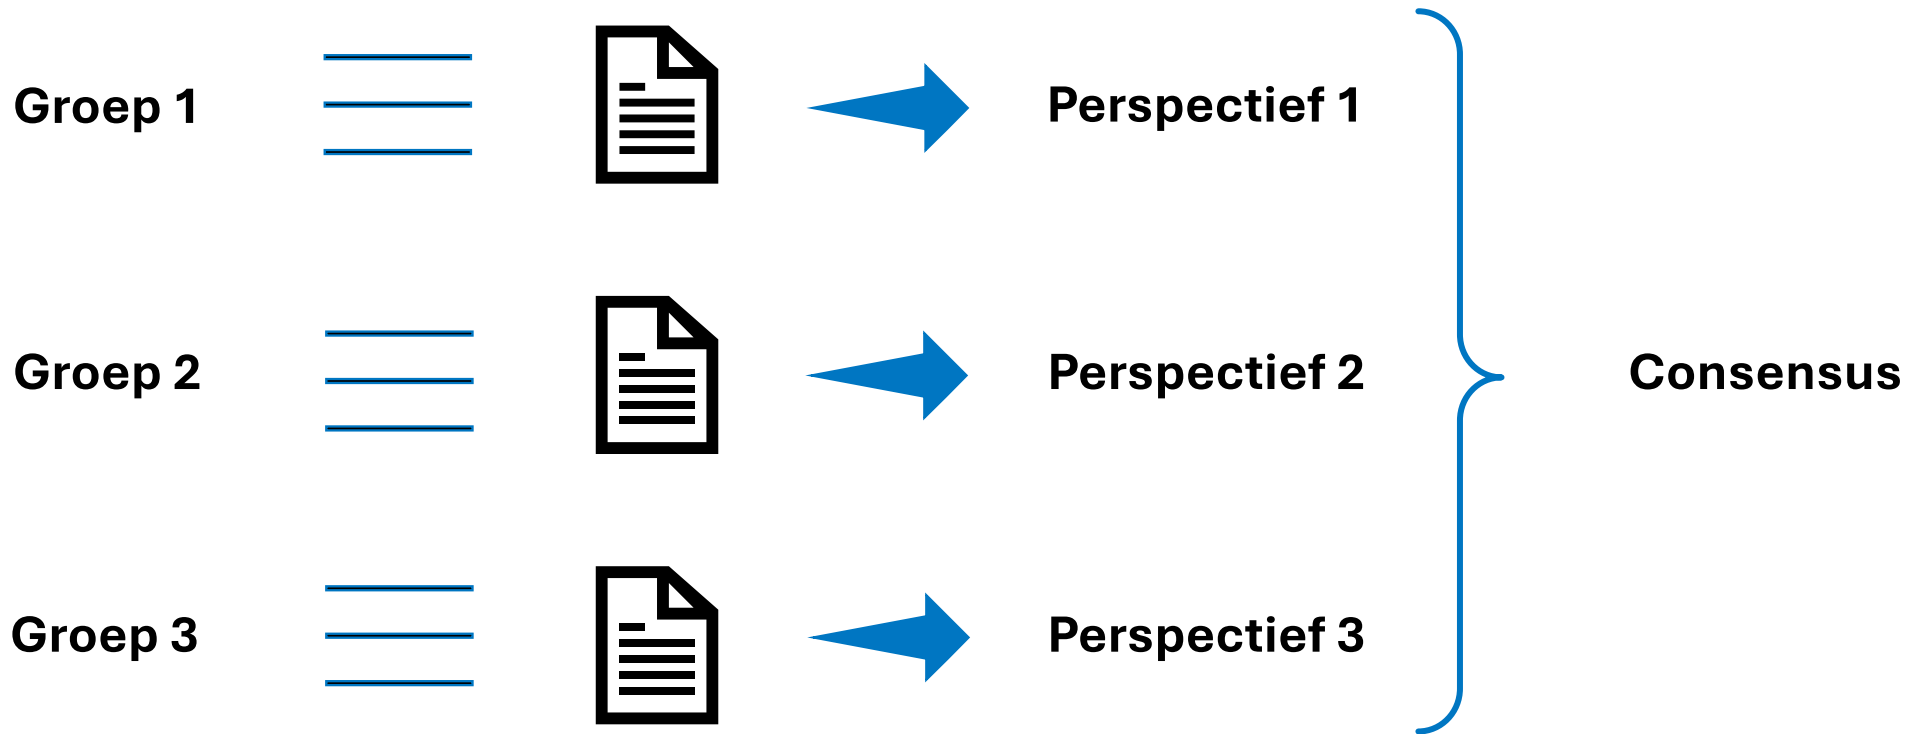 Groep 1
Perspectief 1
Groep 2
Perspectief 2
Consensus
Groep 3
Perspectief 3